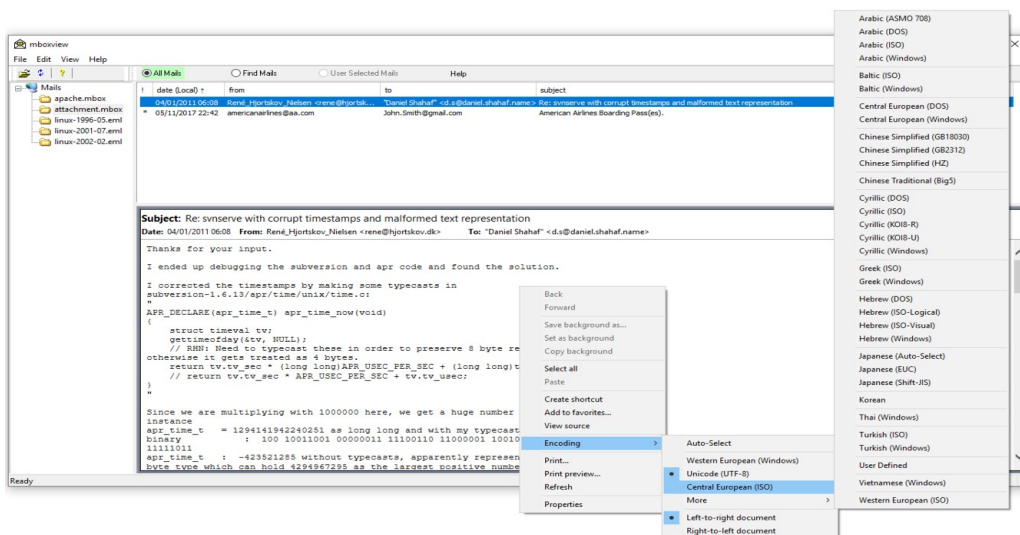 mboxview
File Edit View Help
All Mails Find Mails User Selected Mails Help
Mails
apache.mbox
attachment.mbox
linux-1996-05.eml
linux-2001-07.eml
linux-2002-02.eml
! date (Local) ↑ from to subject
04/01/2011 06:08 René_Hjortskov_Nielsen <rene@hjortsk... "Daniel Shahaf" <d.s@daniel.shahaf.name> Re: svnserve with corrupt timestamps and malformed text representation
* 05/11/2017 22:42 americanairlines@aa.com John.Smith@gmail.com American Airlines Boarding Pass(es).
Subject: Re: svnserve with corrupt timestamps and malformed text representation
Date: 04/01/2011 06:08 From: René_Hjortskov_Nielsen <rene@hjortskov.dk> To: "Daniel Shahaf" <d.s@daniel.shahaf.name>
Thanks for your input.
I ended up debugging the subversion and apr code and found the solution.
I corrected the timestamps by making some typecasts in
subversion-1.6.13/apr/time/unix/time.c:
"
APR_DECLARE(apr_time_t) apr_time_now(void)
{
struct timeval tv;
gettimeofday(&tv, NULL);
// RHN: Need to typecast these in order to preserve 8 byte re
otherwise it gets treated as 4 bytes.
return tv.tv_sec * (long long)APR_USEC_PER_SEC + (long long)t
// return tv.tv_sec * APR_USEC_PER_SEC + tv.tv_usec;
}
"
Since we are multiplying with 1000000 here, we get a huge number
instance
apr_time_t = 1294141942240251 as long long and with my typecast
binary : 100 10011001 00000011 11100110 11000001 10010
11111011
apr_time_t : -423521285 without typecasts, apparently represen
byte type which can hold 4294967295 as the largest positive numbe
Ready
Back
Forward
Save background as...
Set as background
Copy background
Select all
Paste
Create shortcut
Add to favorites...
View source
Encoding >
Print...
Print preview...
Refresh
Properties
Auto-Select
Western European (Windows)
Unicode (UTF-8)
Central European (ISO)
More >
Left-to-right document
Right-to-left document
Arabic (ASMO 708)
Arabic (DOS)
Arabic (ISO)
Arabic (Windows)
Baltic (ISO)
Baltic (Windows)
Central European (DOS)
Central European (Windows)
Chinese Simplified (GB18030)
Chinese Simplified (GB2312)
Chinese Simplified (HZ)
Chinese Traditional (Big5)
Cyrillic (DOS)
Cyrillic (ISO)
Cyrillic (KOI8-R)
Cyrillic (KOI8-U)
Cyrillic (Windows)
Greek (ISO)
Greek (Windows)
Hebrew (DOS)
Hebrew (ISO-Logical)
Hebrew (ISO-Visual)
Hebrew (Windows)
Japanese (Auto-Select)
Japanese (EUC)
Japanese (Shift-JIS)
Korean
Thai (Windows)
Turkish (ISO)
Turkish (Windows)
User Defined
Vietnamese (Windows)
Western European (ISO)